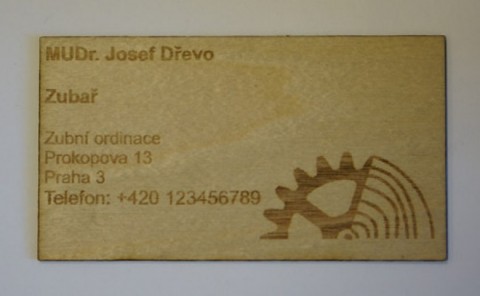 MUDr. Josef Dřevo
Zubař
Zubní ordinace
Prokopova 13
Praha 3
Telefon: +420 123456789